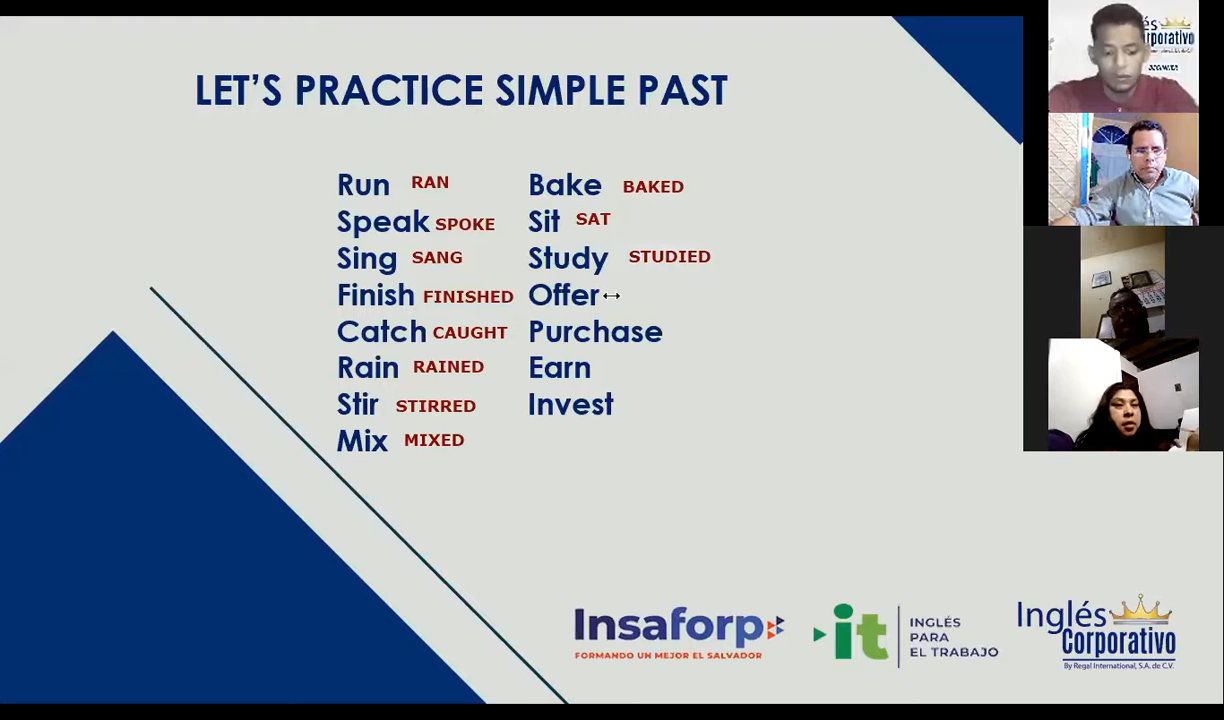 LET'S PRACTICE SIMPLE PAST
Run RAN
Speak SPOKE
Sing SANG
Finish FINISHED
Catch CAUGHT
Rain RAINED
Stir STIRRED
Mix MIXED
Bake BAKED
Sit SAT
Study STUDIED
Offer
Purchase
Earn
Invest
Insaforp
FORMANDO UN MEJOR EL SALVADOR
it
INGLÉS
PARA
EL TRABAJO
Inglés
Corporativo
By Regal International, S.A. de C.V.